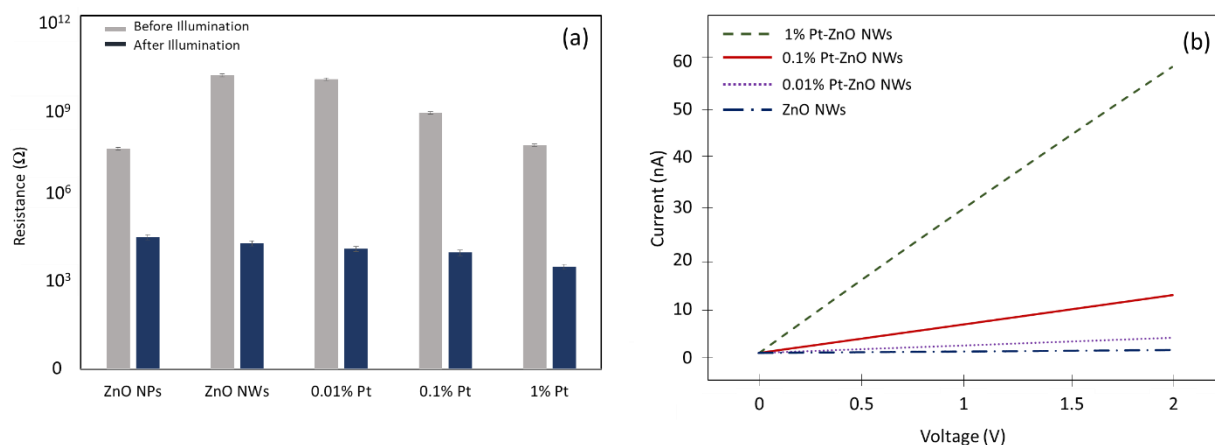 10¹²
Before Illumination
After Illumination
(a)
10⁹
10⁶
10³
0
Resistance (Ω)
ZnO NPs
ZnO NWs
0.01% Pt
0.1% Pt
1% Pt
(b)
1% Pt-ZnO NWs
0.1% Pt-ZnO NWs
0.01% Pt-ZnO NWs
ZnO NWs
60
50
40
30
20
10
0
Current (nA)
0
0.5
1
1.5
2
Voltage (V)